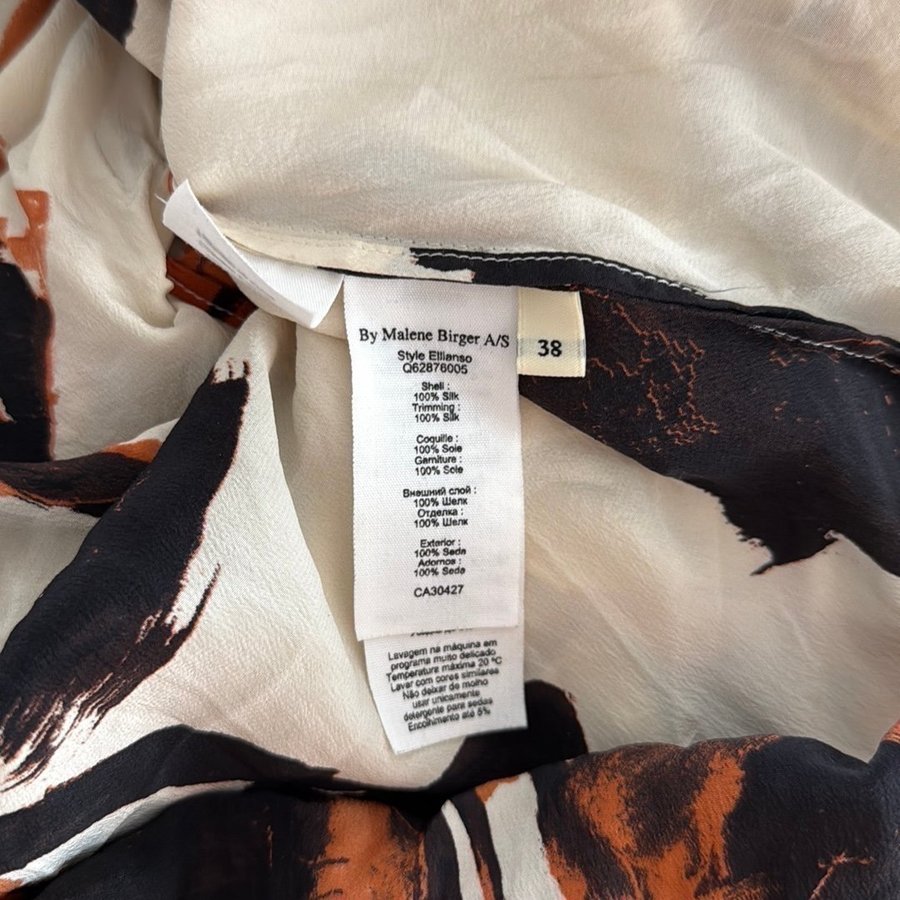 By Malene Birger A/S
Style Ellianso
Q62876005
Shell :
100% Silk
Trimming :
100% Silk
Coquille :
100% Soie
Garniture :
100% Soie
Внешний слой :
100% Шелк
Отделка :
100% Шелк
Exterior :
100% Seda
Adornos :
100% Seda
CA30427
38
Lavagem na máquina em
programa muito delicado
Temperatura máxima 20 ºC
Lavar com cores similares
Não deixar de molho
usar unicamente
detergente para sedas
Encolhimento até 5%